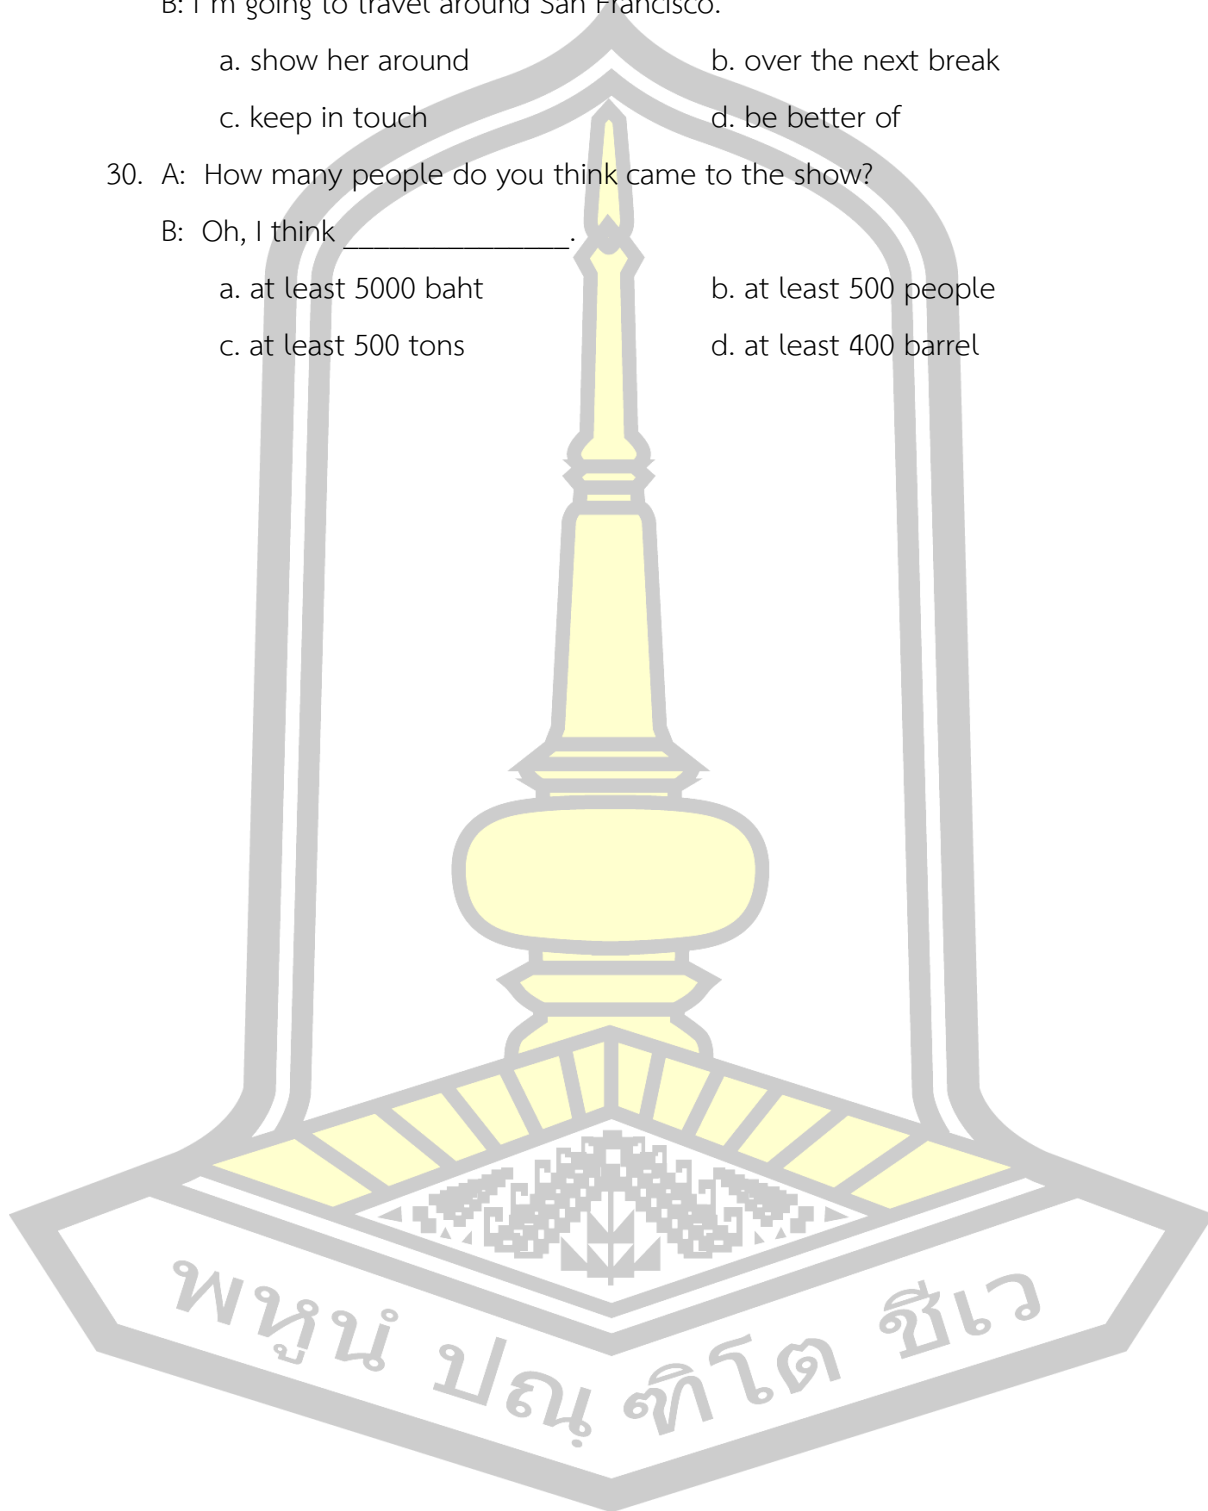 B: I'm going to travel around San Francisco.
a. show her around b. over the next break
c. keep in touch d. be better of
30. A: How many people do you think came to the show?
B: Oh, I think _______________.
a. at least 5000 baht b. at least 500 people
c. at least 500 tons d. at least 400 barrel
พหูนํ ปณฺฑิโต ชีเว